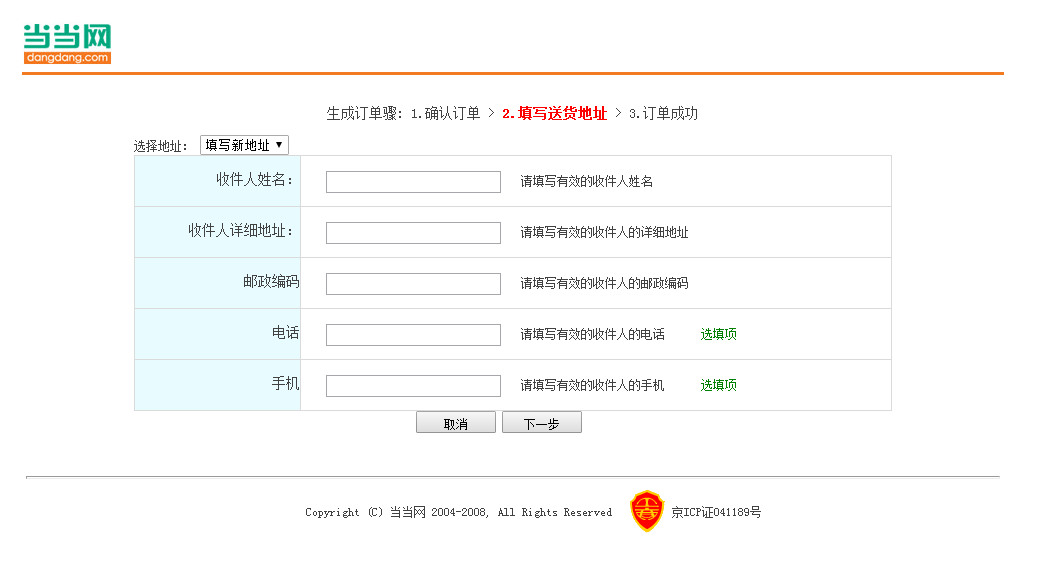 当当网
dangdang.com
生成订单骤: 1.确认订单 > 2.填写送货地址 > 3.订单成功
选择地址: 填写新地址
收件人姓名: 请填写有效的收件人姓名
收件人详细地址: 请填写有效的收件人的详细地址
邮政编码 请填写有效的收件人的邮政编码
电话 请填写有效的收件人的电话 选填项
手机 请填写有效的收件人的手机 选填项
取消 下一步
Copyright (C) 当当网 2004-2008, All Rights Reserved 京ICP证041189号